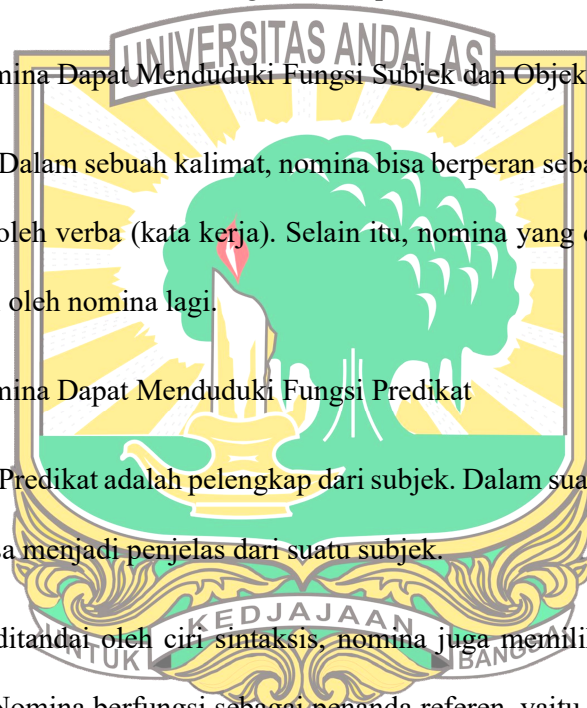 UNIVERSITAS ANDALAS
mina Dapat Menduduki Fungsi Subjek dan Objek
Dalam sebuah kalimat, nomina bisa berperan seba
oleh verba (kata kerja). Selain itu, nomina yang
oleh nomina lagi.
mina Dapat Menduduki Fungsi Predikat
Predikat adalah pelengkap dari subjek. Dalam sua
sa menjadi penjelas dari suatu subjek.
ditandai oleh ciri sintaksis, nomina juga memili
UNTUK KEDJAJAAN BANGSA
Nomina berfungsi sebagai penanda referen, yaitu